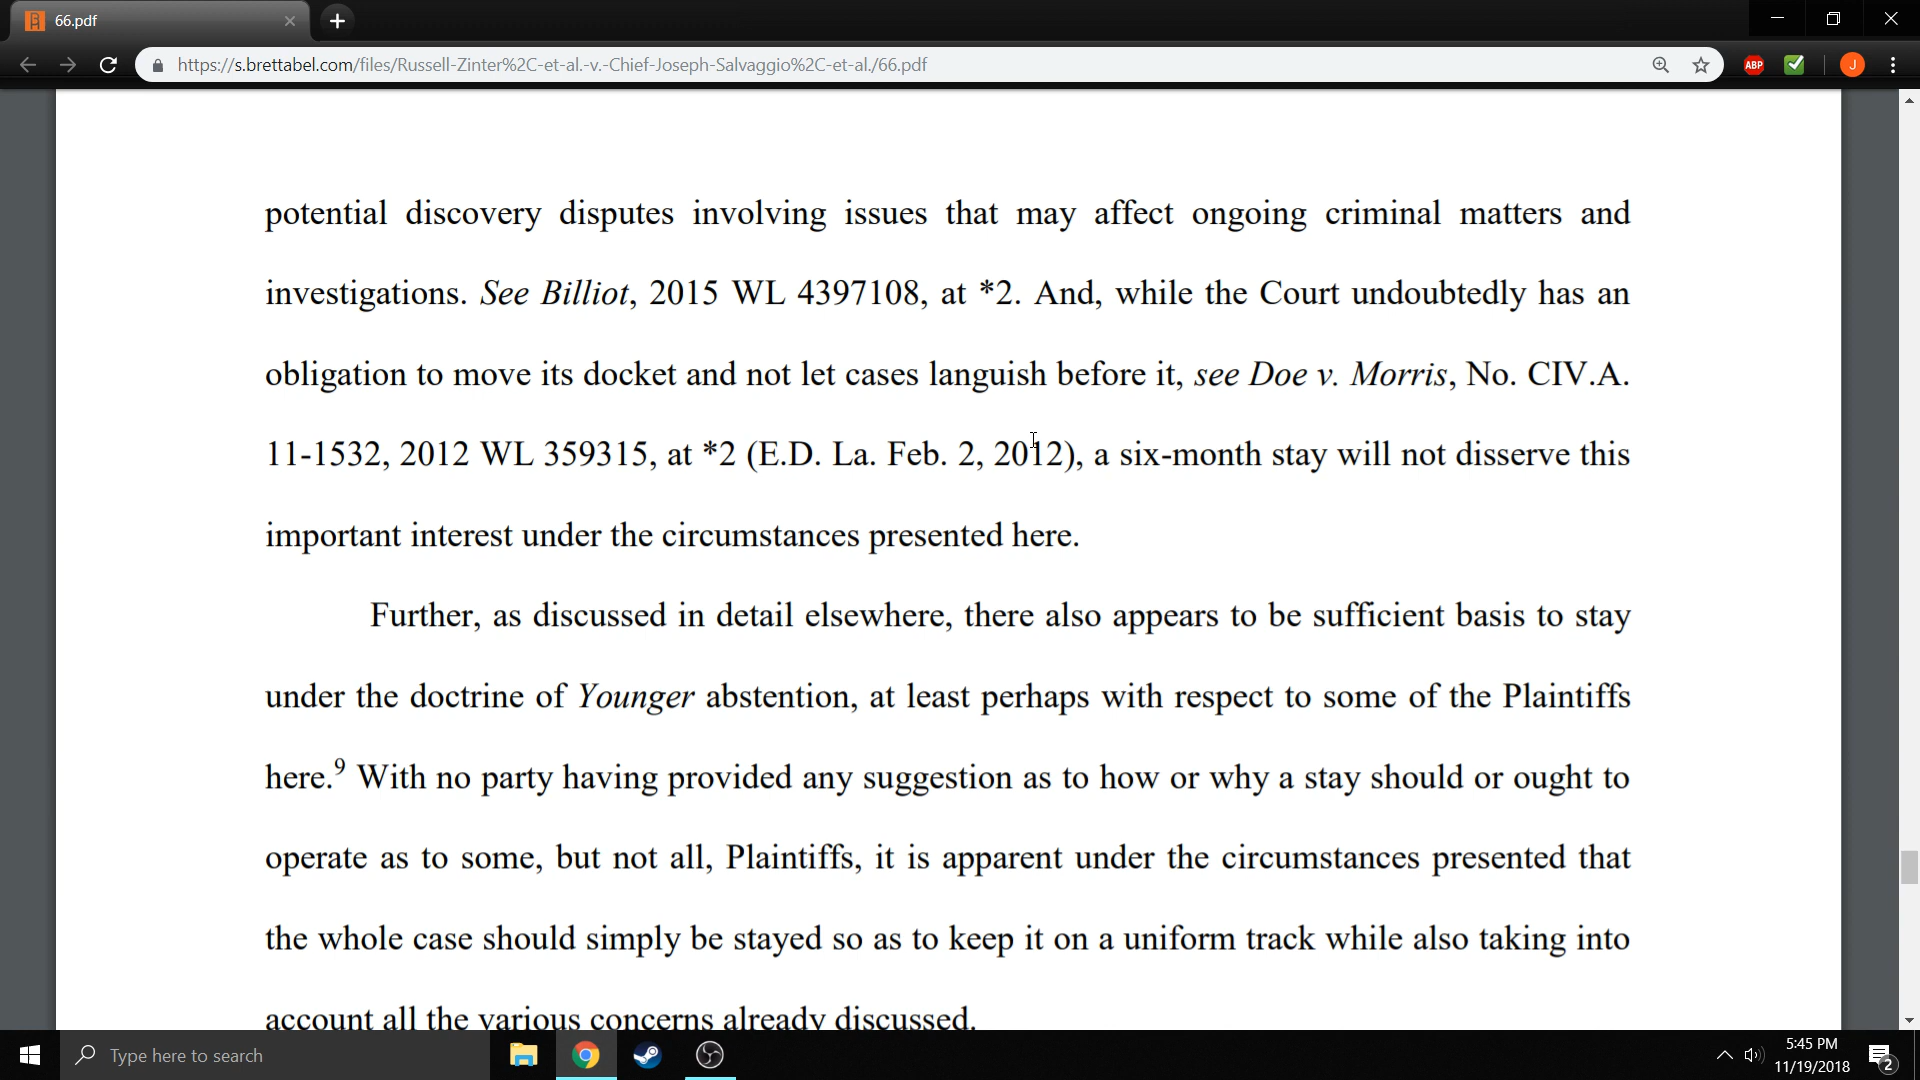 66.pdf
https://s.brettabel.com/files/Russell-Zinter%2C-et-al.-v.-Chief-Joseph-Salvaggio%2C-et-al./66.pdf
ABP
J
potential discovery disputes involving issues that may affect ongoing criminal matters and
investigations. See Billiot, 2015 WL 4397108, at *2. And, while the Court undoubtedly has an
obligation to move its docket and not let cases languish before it, see Doe v. Morris, No. CIV.A.
11-1532, 2012 WL 359315, at *2 (E.D. La. Feb. 2, 2012), a six-month stay will not disserve this
important interest under the circumstances presented here.
Further, as discussed in detail elsewhere, there also appears to be sufficient basis to stay
under the doctrine of Younger abstention, at least perhaps with respect to some of the Plaintiffs
here.9 With no party having provided any suggestion as to how or why a stay should or ought to
operate as to some, but not all, Plaintiffs, it is apparent under the circumstances presented that
the whole case should simply be stayed so as to keep it on a uniform track while also taking into
account all the various concerns already discussed.
Type here to search
5:45 PM
11/19/2018
2